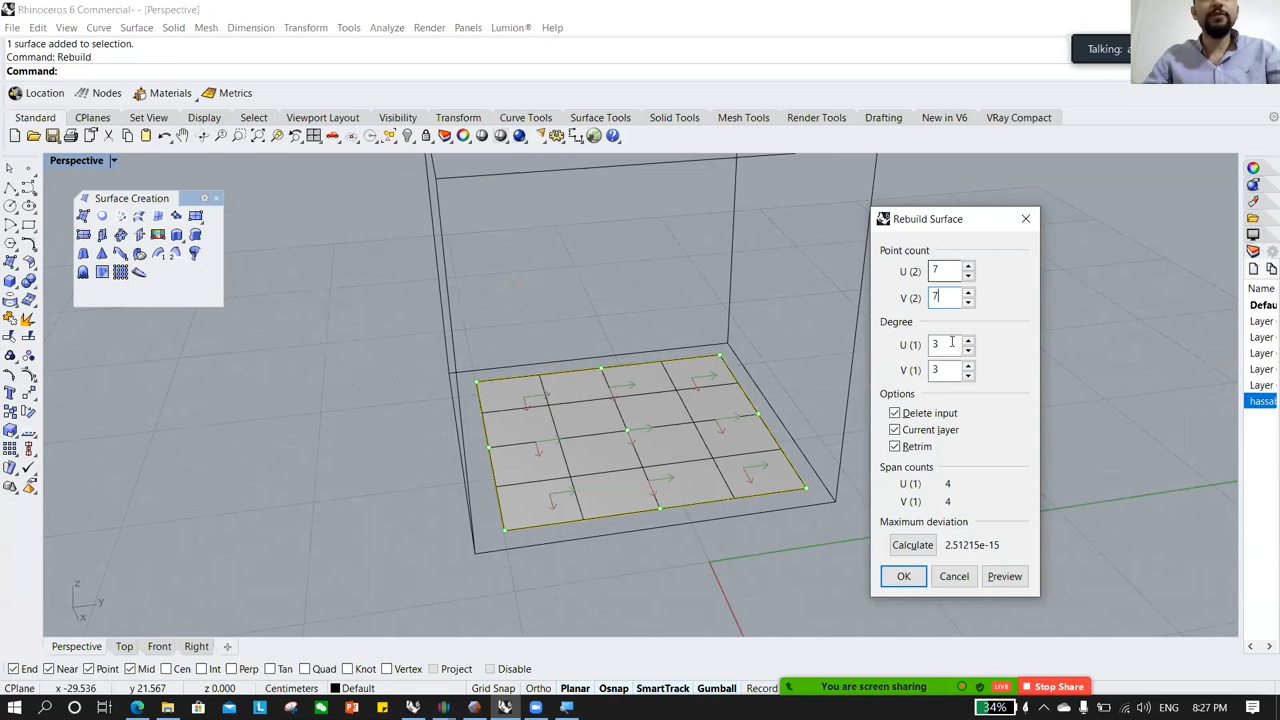 Rhinoceros 6 Commercial- - [Perspective]
File Edit View Curve Surface Solid Mesh Dimension Transform Tools Analyze Render Panels Lumion® Help
1 surface added to selection.
Command: Rebuild
Command:
Talking: a
Location Nodes Materials Metrics
Standard CPlanes Set View Display Select Viewport Layout Visibility Transform Curve Tools Surface Tools Solid Tools Mesh Tools Render Tools Drafting New in V6 VRay Compact
Perspective
Surface Creation
Rebuild Surface
Point count
U (2) 7
V (2) 7
Degree
U (1) 3
V (1) 3
Options
Delete input
Current layer
Retrim
Span counts
U (1) 4
V (1) 4
Maximum deviation
Calculate 2.51215e-15
OK Cancel Preview
Name
Defau
Layer
Layer
Layer
Layer
Layer
hassab
z
y
x
Perspective Top Front Right
End Near Point Mid Cen Int Perp Tan Quad Knot Vertex Project Disable
CPlane x -29.536 y 21.567 z 0.000 Centimeters Default Grid Snap Ortho Planar Osnap SmartTrack Gumball Record
You are screen sharing LIVE Stop Share
34% ENG 8:27 PM